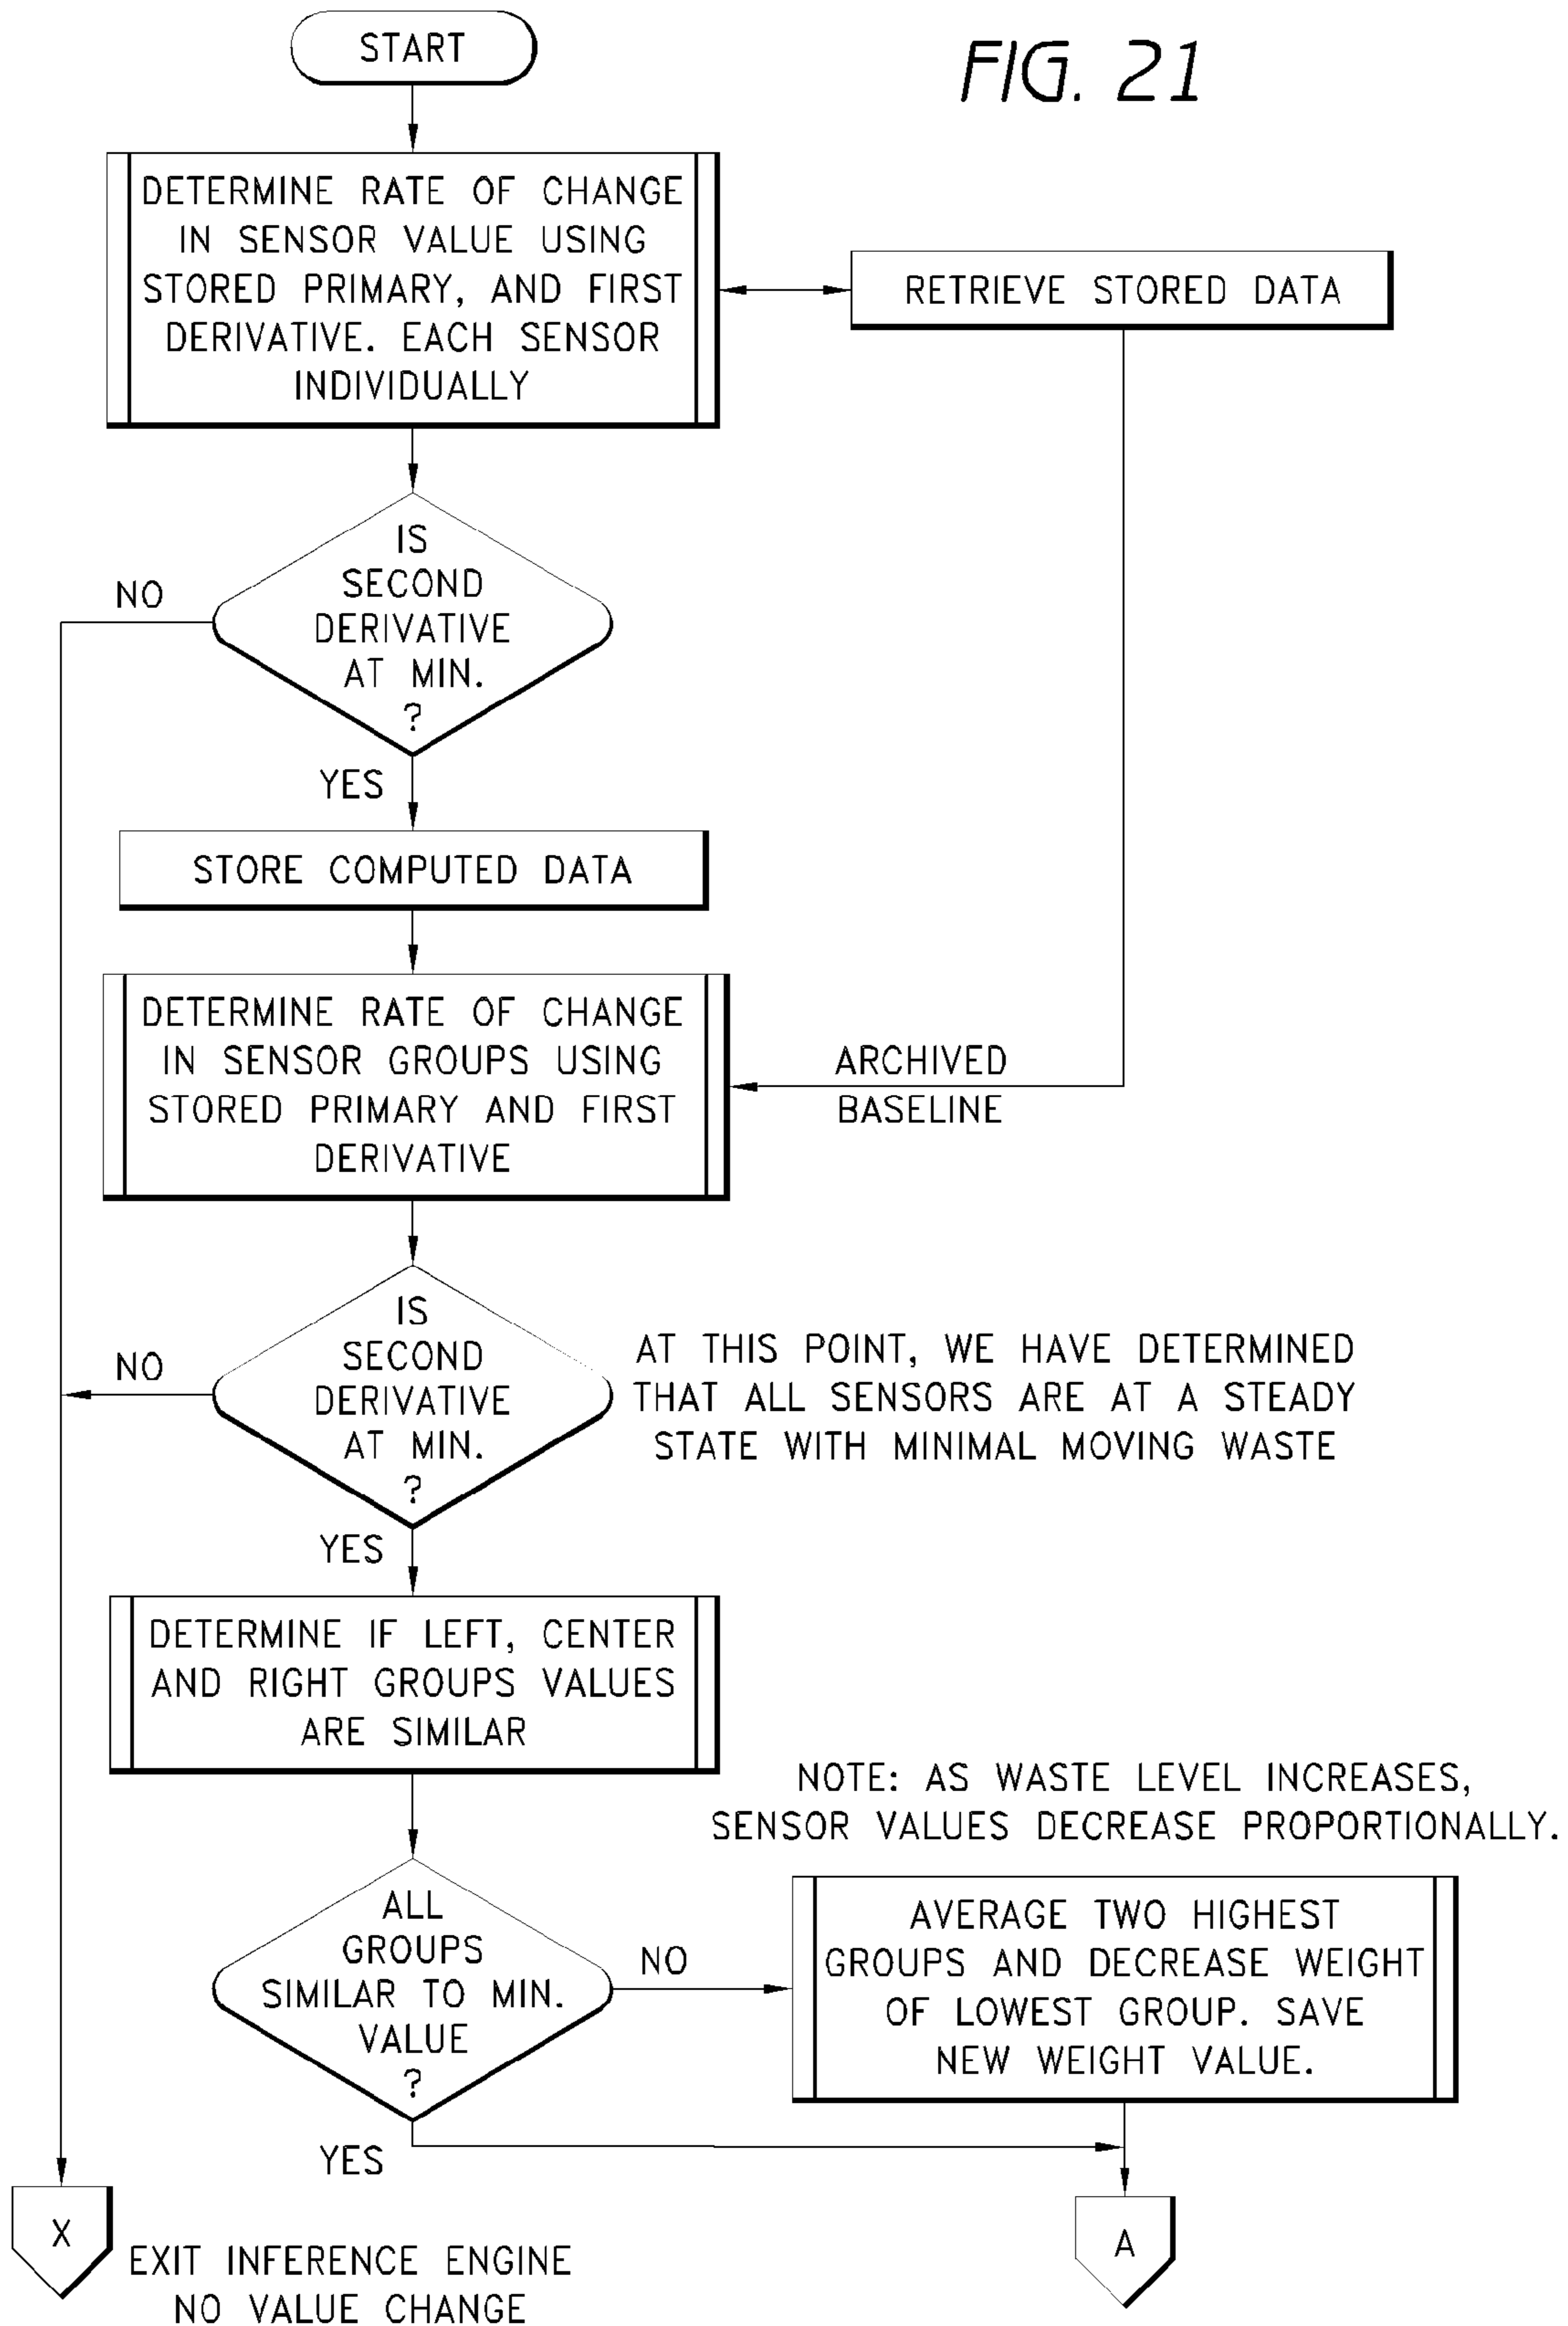 START
FIG. 21
DETERMINE RATE OF CHANGE
IN SENSOR VALUE USING
STORED PRIMARY, AND FIRST
DERIVATIVE. EACH SENSOR
INDIVIDUALLY
RETRIEVE STORED DATA
IS
SECOND
DERIVATIVE
AT MIN.
?
NO
YES
STORE COMPUTED DATA
DETERMINE RATE OF CHANGE
IN SENSOR GROUPS USING
STORED PRIMARY AND FIRST
DERIVATIVE
ARCHIVED
BASELINE
IS
SECOND
DERIVATIVE
AT MIN.
?
NO
AT THIS POINT, WE HAVE DETERMINED
THAT ALL SENSORS ARE AT A STEADY
STATE WITH MINIMAL MOVING WASTE
YES
DETERMINE IF LEFT, CENTER
AND RIGHT GROUPS VALUES
ARE SIMILAR
NOTE: AS WASTE LEVEL INCREASES,
SENSOR VALUES DECREASE PROPORTIONALLY.
ALL
GROUPS
SIMILAR TO MIN.
VALUE
?
NO
AVERAGE TWO HIGHEST
GROUPS AND DECREASE WEIGHT
OF LOWEST GROUP. SAVE
NEW WEIGHT VALUE.
YES
X
EXIT INFERENCE ENGINE
NO VALUE CHANGE
A